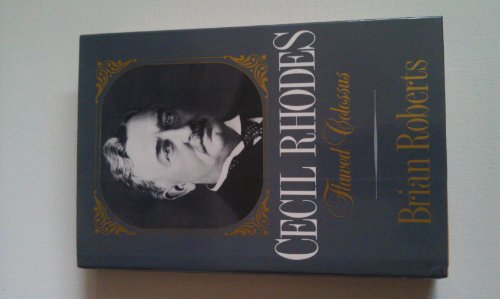 CECIL RHODES
Flawed Colossus
Brian Roberts